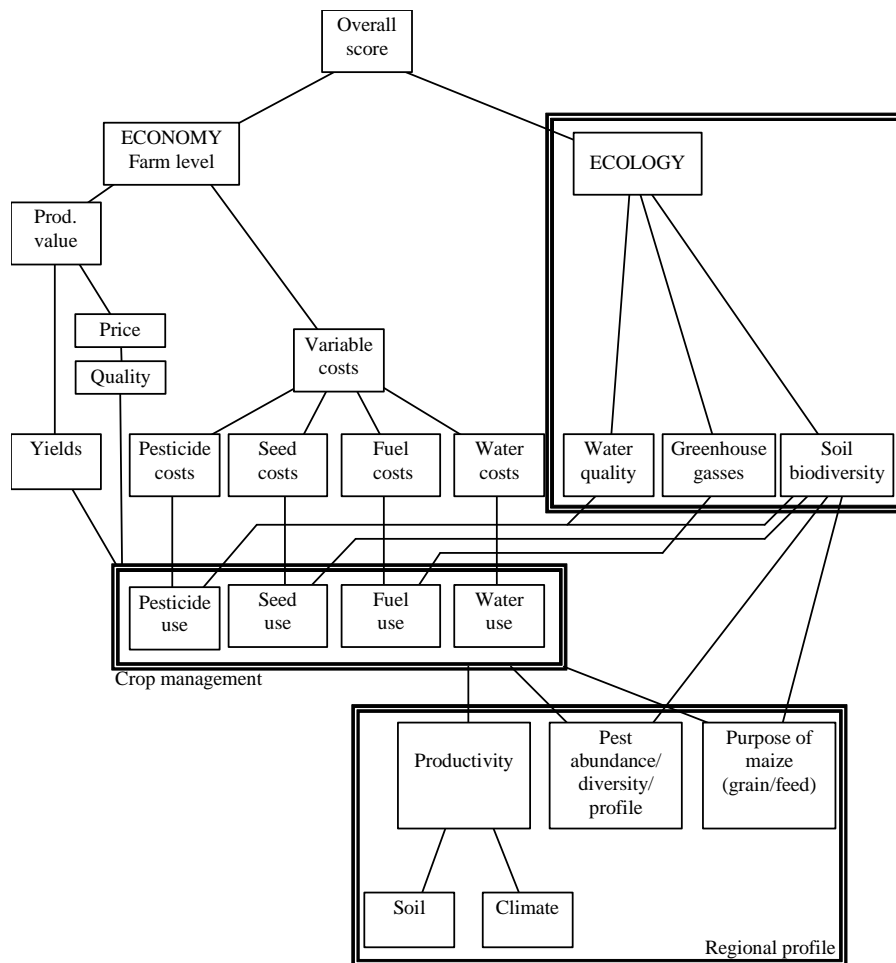 Overall
score
ECONOMY
Farm level
ECOLOGY
Prod.
value
Price
Quality
Variable
costs
Yields
Pesticide
costs
Seed
costs
Fuel
costs
Water
costs
Water
quality
Greenhouse
gasses
Soil
biodiversity
Pesticide
use
Seed
use
Fuel
use
Water
use
Crop management
Productivity
Pest
abundance/
diversity/
profile
Purpose of
maize
(grain/feed)
Soil
Climate
Regional profile